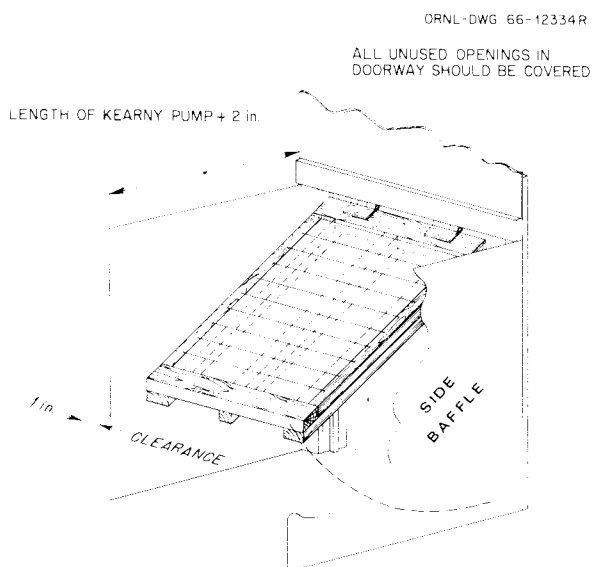 ORNL-DWG 66-12334R
ALL UNUSED OPENINGS IN
DOORWAY SHOULD BE COVERED
LENGTH OF KEARNY PUMP + 2 in.
1 in.
CLEARANCE
SIDE
BAFFLE